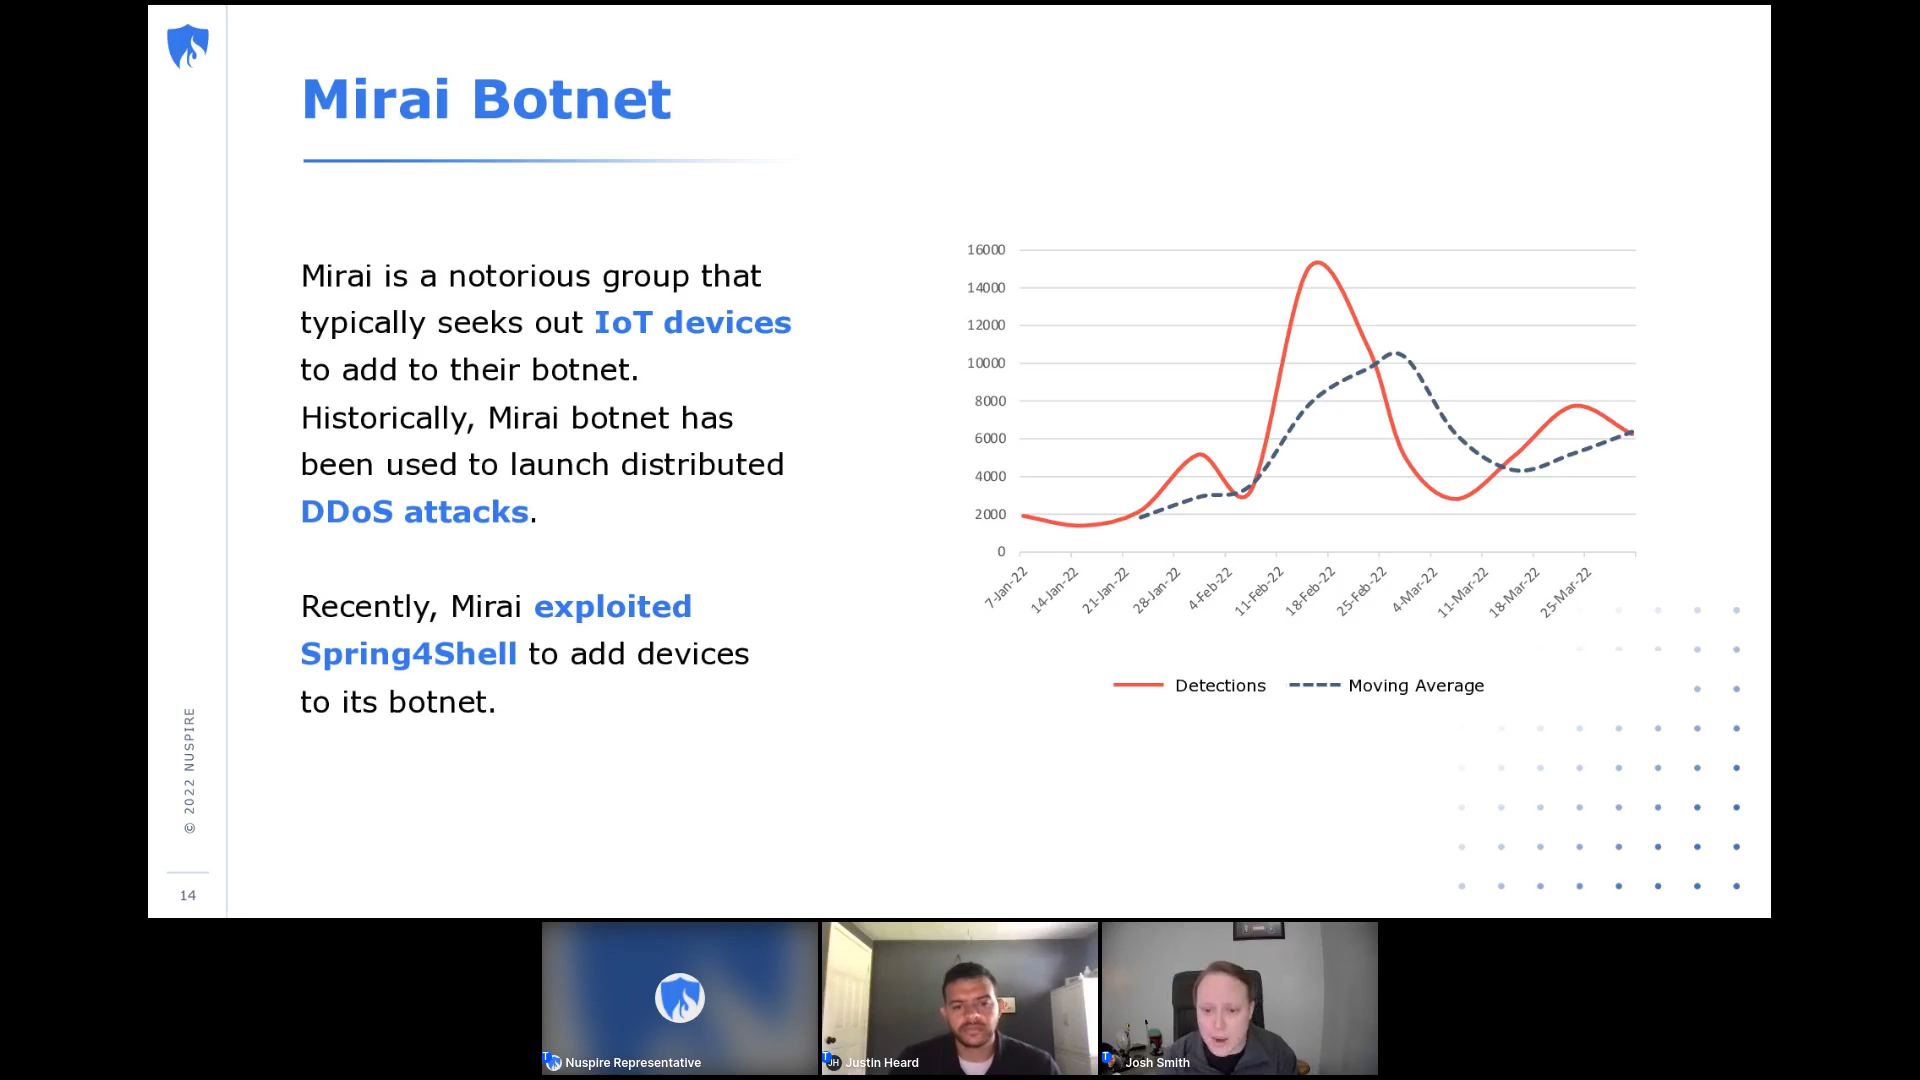 Mirai Botnet
Mirai is a notorious group that
typically seeks out IoT devices
to add to their botnet.
Historically, Mirai botnet has
been used to launch distributed
DDoS attacks.
Recently, Mirai exploited
Spring4Shell to add devices
to its botnet.
16000
14000
12000
10000
8000
6000
4000
2000
0
7-Jan-22
14-Jan-22
21-Jan-22
28-Jan-22
4-Feb-22
11-Feb-22
18-Feb-22
25-Feb-22
4-Mar-22
11-Mar-22
18-Mar-22
25-Mar-22
Detections
Moving Average
© 2022 NUSPIRE
14
T
Nuspire Representative
T
JH
Justin Heard
T
Josh Smith